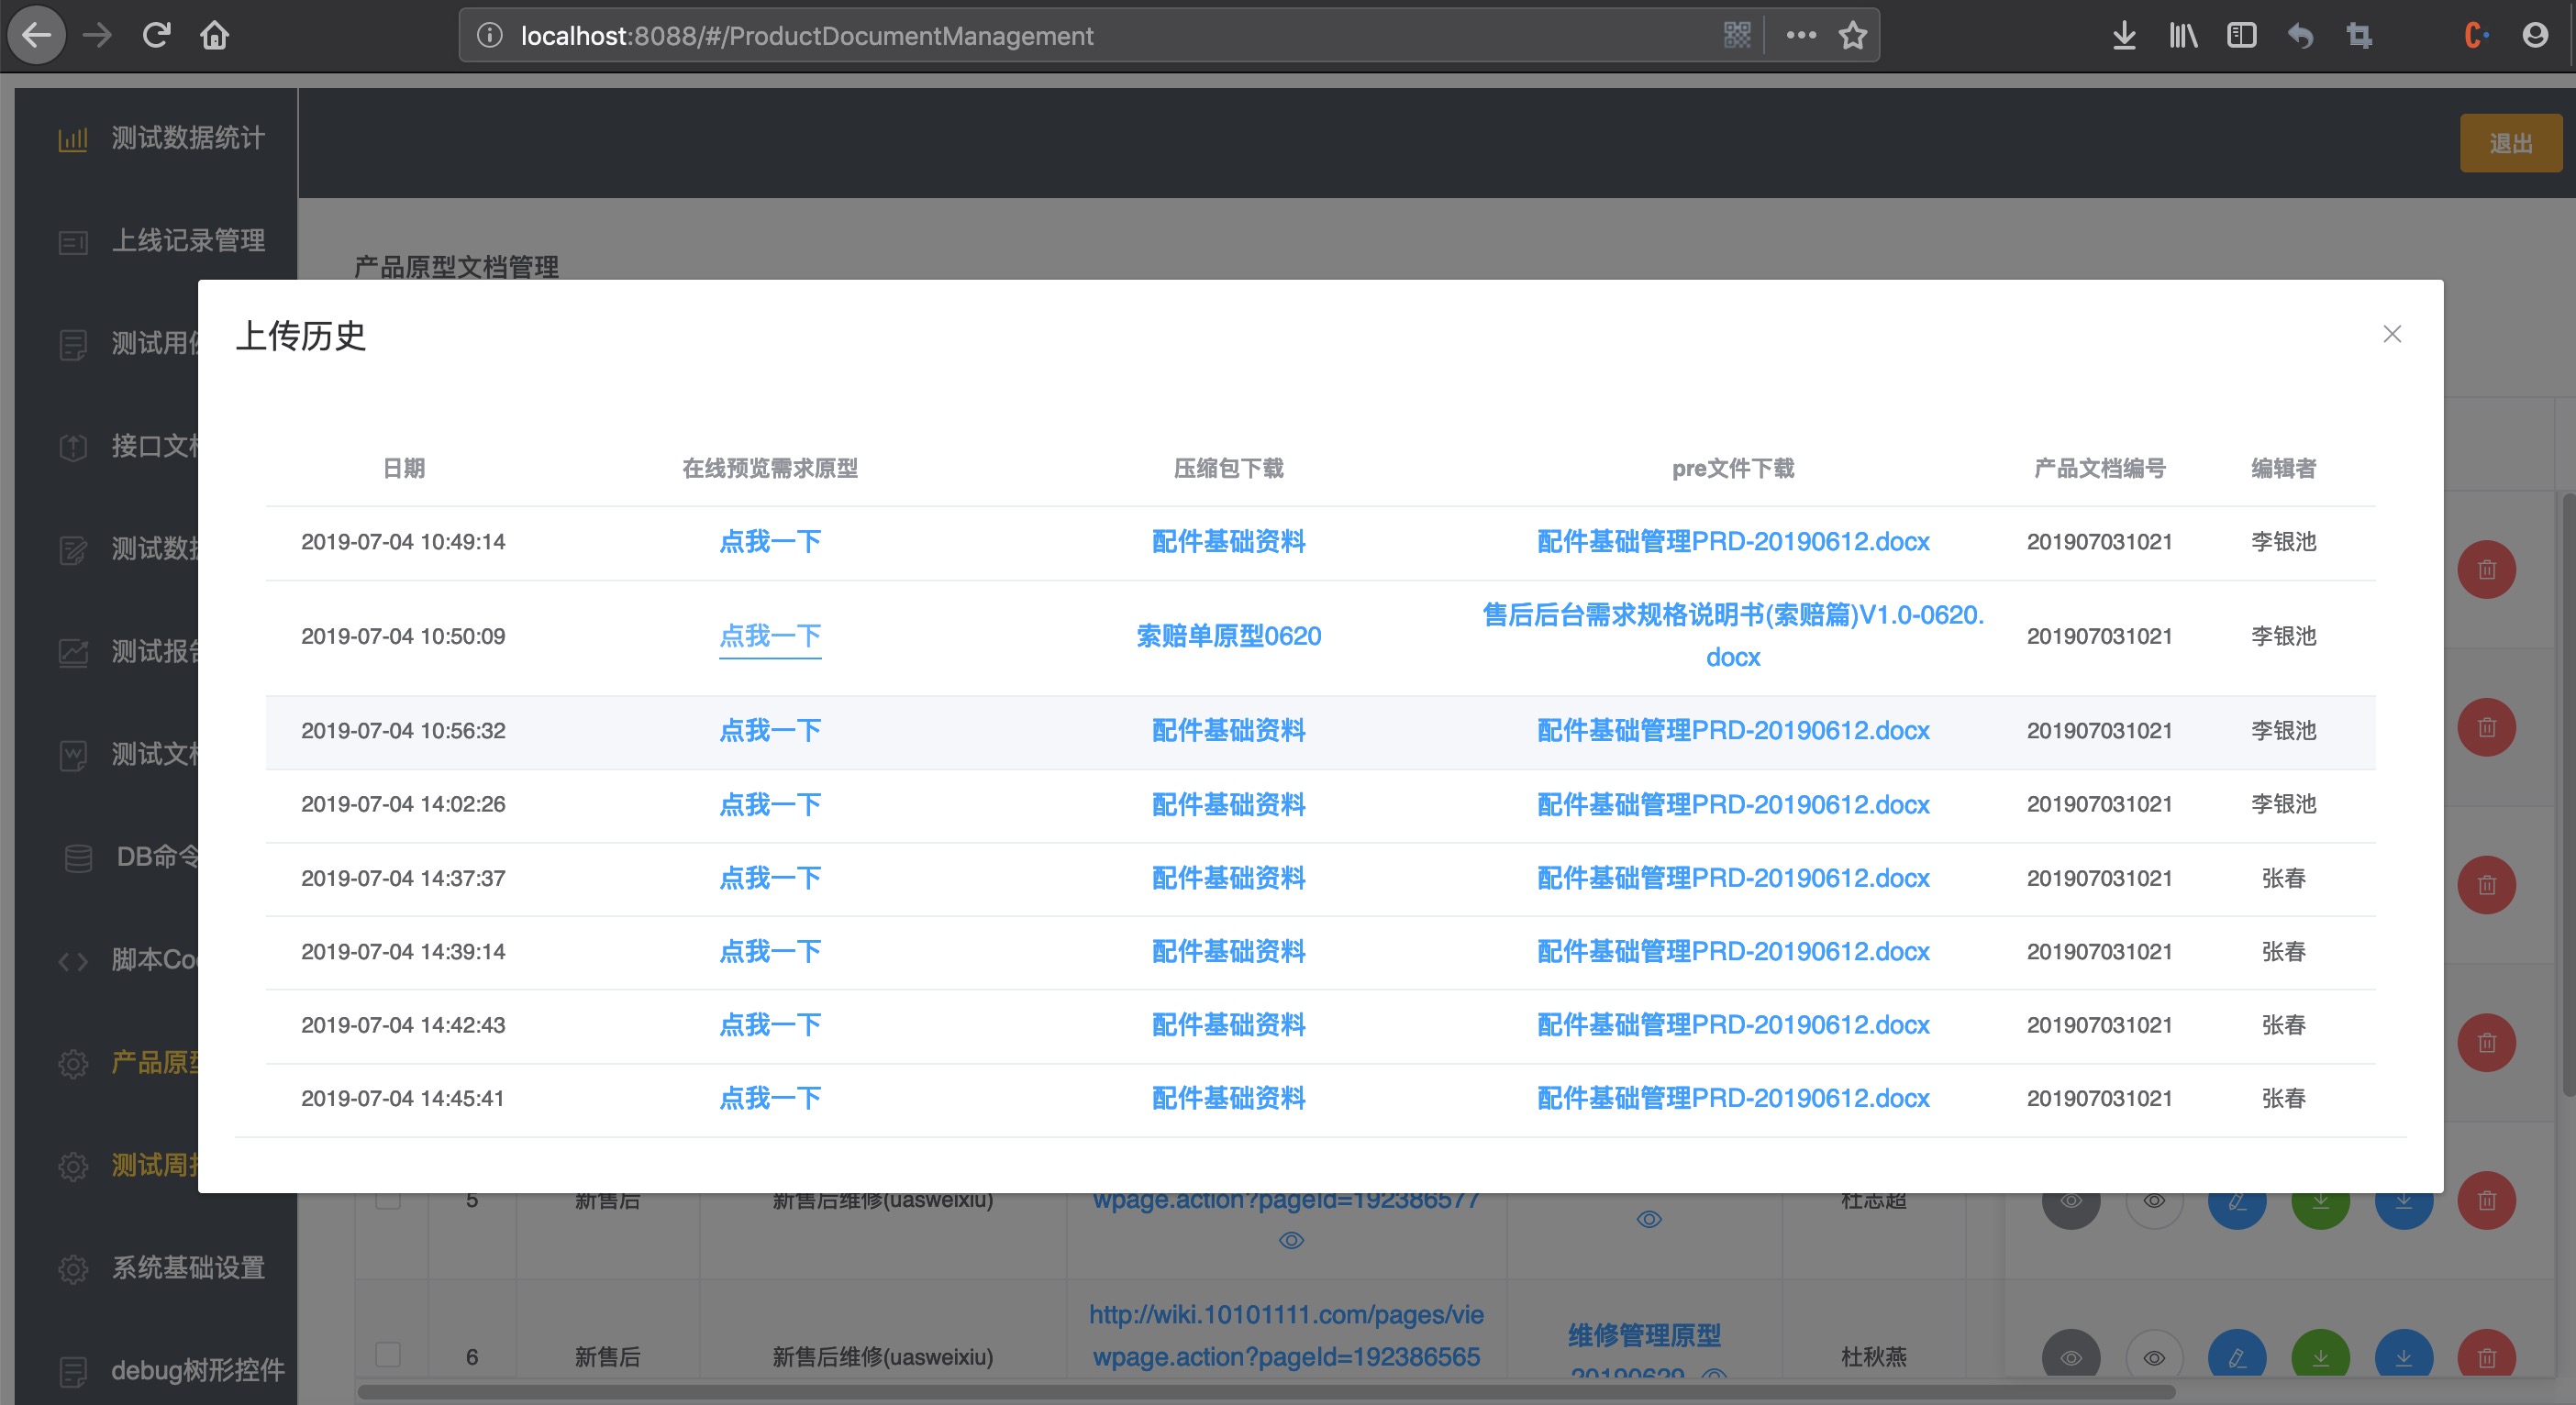 localhost:8088/#/ProductDocumentManagement
测试数据统计
退出
上线记录管理
产品原型文档管理
测试用例
接口文档
测试数据
测试报告
测试文档
DB命令
脚本Co
产品原型
测试周报
系统基础设置
debug树形控件
上传历史
日期 在线预览需求原型 压缩包下载 pre文件下载 产品文档编号 编辑者
2019-07-04 10:49:14 点我一下 配件基础资料 配件基础管理PRD-20190612.docx 201907031021 李银池
2019-07-04 10:50:09 点我一下 索赔单原型0620 售后后台需求规格说明书(索赔篇)V1.0-0620. 201907031021 李银池
docx
2019-07-04 10:56:32 点我一下 配件基础资料 配件基础管理PRD-20190612.docx 201907031021 李银池
2019-07-04 14:02:26 点我一下 配件基础资料 配件基础管理PRD-20190612.docx 201907031021 李银池
2019-07-04 14:37:37 点我一下 配件基础资料 配件基础管理PRD-20190612.docx 201907031021 张春
2019-07-04 14:39:14 点我一下 配件基础资料 配件基础管理PRD-20190612.docx 201907031021 张春
2019-07-04 14:42:43 点我一下 配件基础资料 配件基础管理PRD-20190612.docx 201907031021 张春
2019-07-04 14:45:41 点我一下 配件基础资料 配件基础管理PRD-20190612.docx 201907031021 张春
5 新售后 新售后维修(uasweixiu) wpage.action?pageId=192386577 杜志超
http://wiki.10101111.com/pages/vie
6 新售后 新售后维修(uasweixiu) wpage.action?pageId=192386565 维修管理原型 杜秋燕
20190629